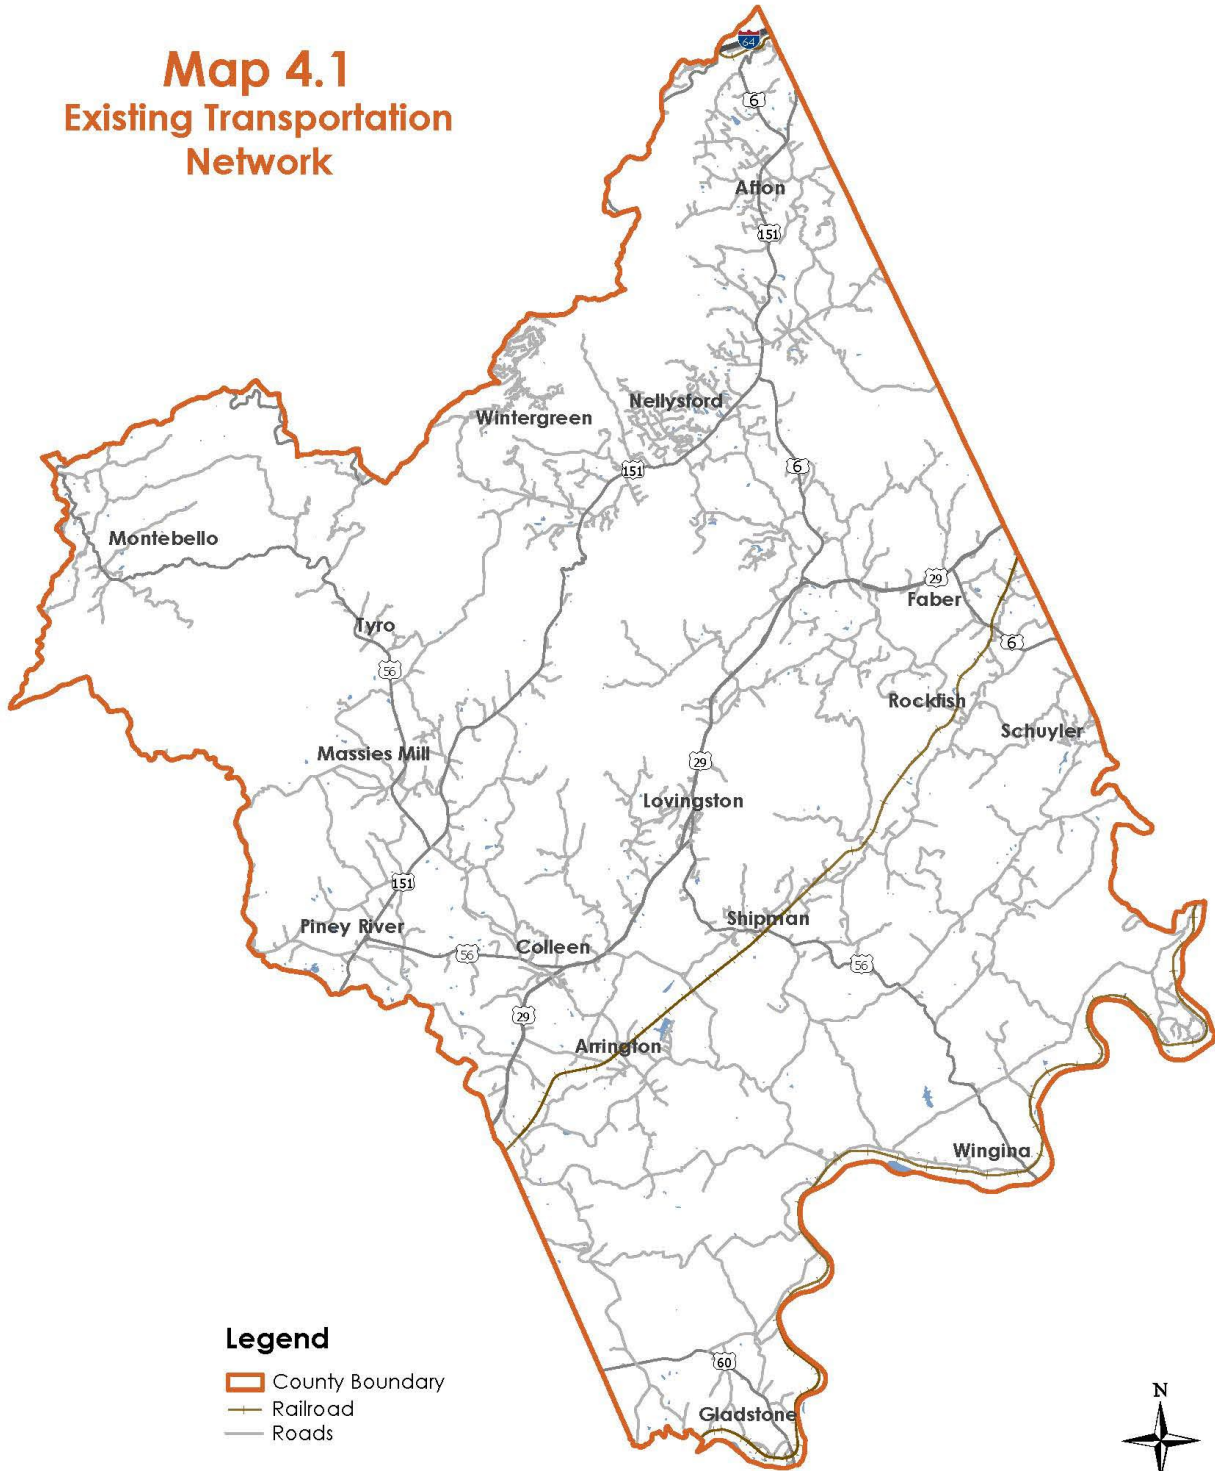 Map 4.1
Existing Transportation
Network
64
6
Afton
151
Nellysford
Wintergreen
151
6
Montebello
29
Faber
Tyro
6
56
Rockfish
Schuyler
Massies Mill
29
Lovingston
151
Shipman
Piney River
Colleen
56
56
29
Arrington
Wingina
Legend
County Boundary
Railroad
Roads
60
Gladstone
N